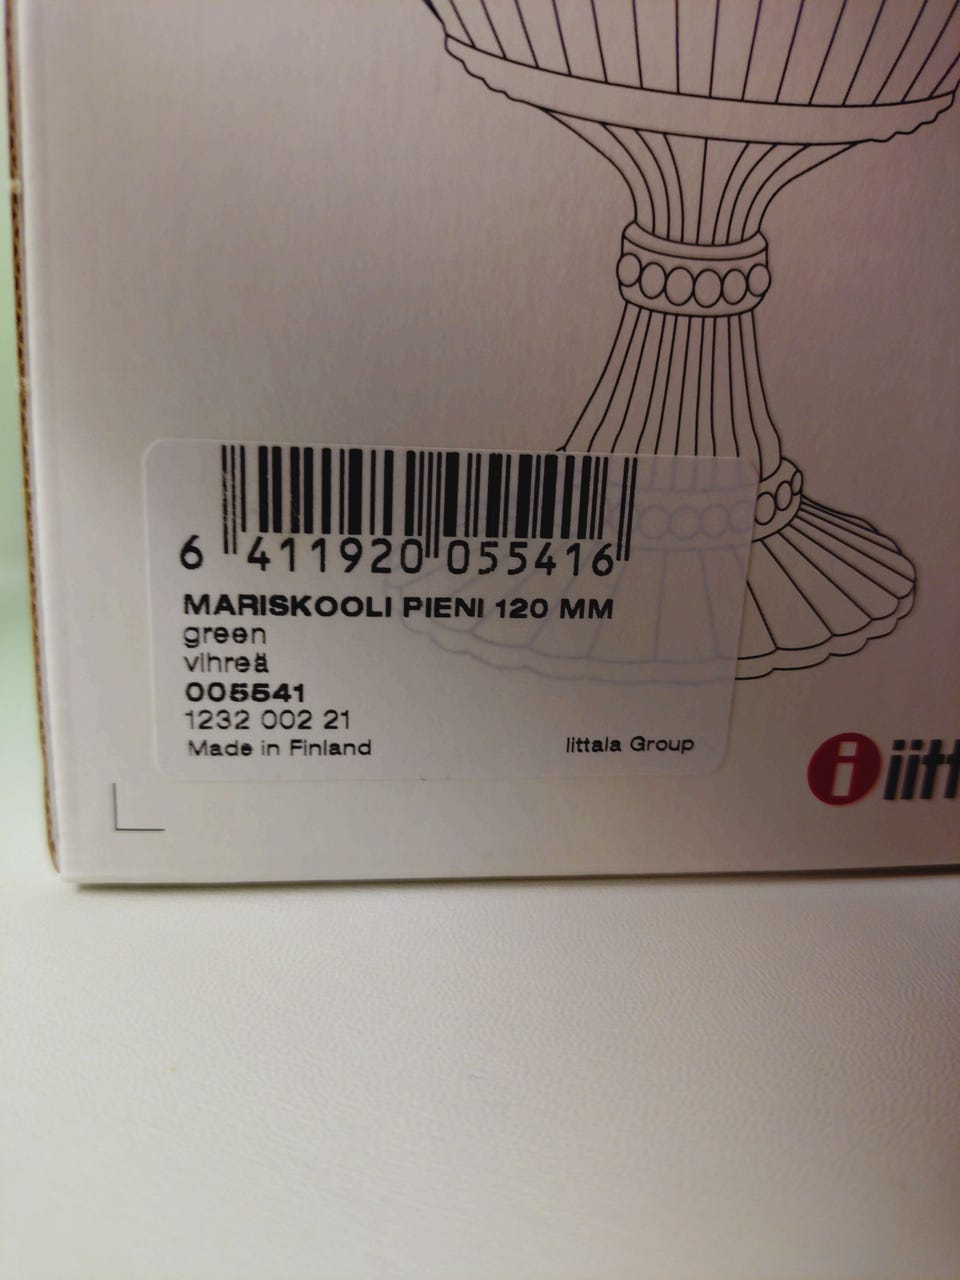 6 411920 055416
MARISKOOLI PIENI 120 MM
green
vihreä
005541
1232 002 21
Made in Finland
Iittala Group
i